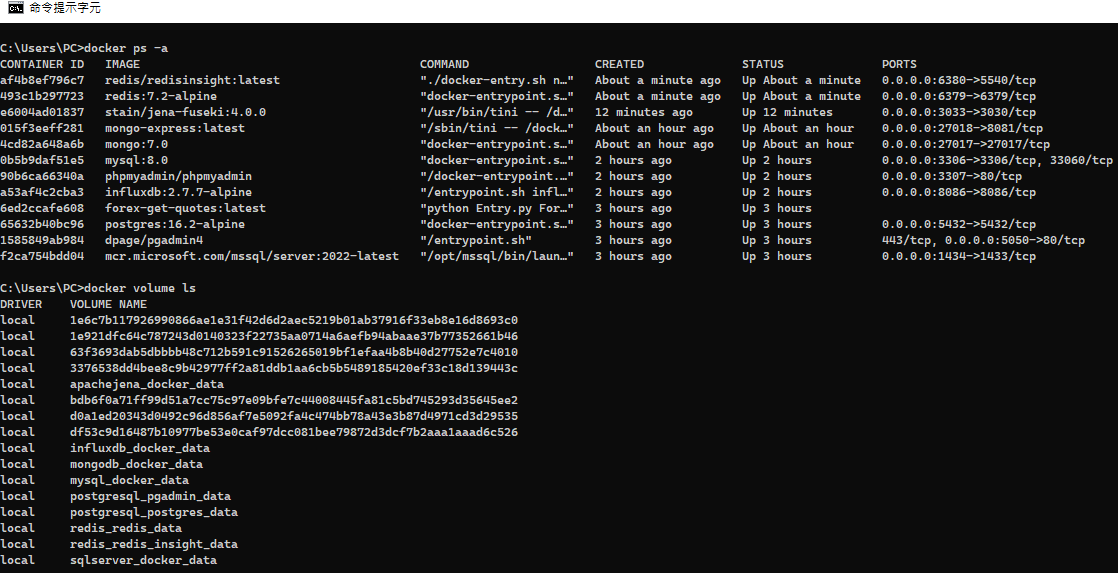 命令提示字元
C:\Users\PC>docker ps -a
CONTAINER ID   IMAGE                                        COMMAND                  CREATED              STATUS              PORTS
af4b8ef796c7   redis/redisinsight:latest                    "./docker-entry.sh n…"   About a minute ago   Up About a minute   0.0.0.0:6380->5540/tcp
493c1b297723   redis:7.2-alpine                             "docker-entrypoint.s…"   About a minute ago   Up About a minute   0.0.0.0:6379->6379/tcp
e6004ad01837   stain/jena-fuseki:4.0.0                      "/usr/bin/tini -- /d…"   12 minutes ago       Up 12 minutes       0.0.0.0:3033->3030/tcp
015f3eeff281   mongo-express:latest                         "/sbin/tini -- /dock…"   About an hour ago    Up About an hour    0.0.0.0:27018->8081/tcp
4cd82a648a6b   mongo:7.0                                    "docker-entrypoint.s…"   About an hour ago    Up About an hour    0.0.0.0:27017->27017/tcp
0b5b9daf51e5   mysql:8.0                                    "docker-entrypoint.s…"   2 hours ago          Up 2 hours          0.0.0.0:3306->3306/tcp, 33060/tcp
90b6ca66340a   phpmyadmin/phpmyadmin                        "/docker-entrypoint.…"   2 hours ago          Up 2 hours          0.0.0.0:3307->80/tcp
a53af4c2cba3   influxdb:2.7.7-alpine                        "/entrypoint.sh infl…"   2 hours ago          Up 2 hours          0.0.0.0:8086->8086/tcp
6ed2ccafe608   forex-get-quotes:latest                      "python Entry.py For…"   3 hours ago          Up 3 hours
65632b40bc96   postgres:16.2-alpine                         "docker-entrypoint.s…"   3 hours ago          Up 3 hours          0.0.0.0:5432->5432/tcp
1585849ab984   dpage/pgadmin4                               "/entrypoint.sh"         3 hours ago          Up 3 hours          443/tcp, 0.0.0.0:5050->80/tcp
f2ca754bdd04   mcr.microsoft.com/mssql/server:2022-latest   "/opt/mssql/bin/laun…"   3 hours ago          Up 3 hours          0.0.0.0:1434->1433/tcp
C:\Users\PC>docker volume ls
DRIVER    VOLUME NAME
local     1e6c7b117926990866ae1e31f42d6d2aec5219b01ab37916f33eb8e16d8693c0
local     1e921dfc64c787243d0140323f22735aa0714a6aefb94abaae37b77352661b46
local     63f3693dab5dbbbb48c712b591c91526265019bf1efaa4b8b40d27752e7c4010
local     3376538dd4bee8c9b42977ff2a81ddb1aa6cb5b5489185420ef33c18d139443c
local     apachejena_docker_data
local     bdb6f0a71ff99d51a7cc75c97e09bfe7c44008445fa81c5bd745293d35645ee2
local     d0a1ed20343d0492c96d856af7e5092fa4c474bb78a43e3b87d4971cd3d29535
local     df53c9d16487b10977be53e0caf97dcc081bee79872d3dcf7b2aaa1aaad6c526
local     influxdb_docker_data
local     mongodb_docker_data
local     mysql_docker_data
local     postgresql_pgadmin_data
local     postgresql_postgres_data
local     redis_redis_data
local     redis_redis_insight_data
local     sqlserver_docker_data